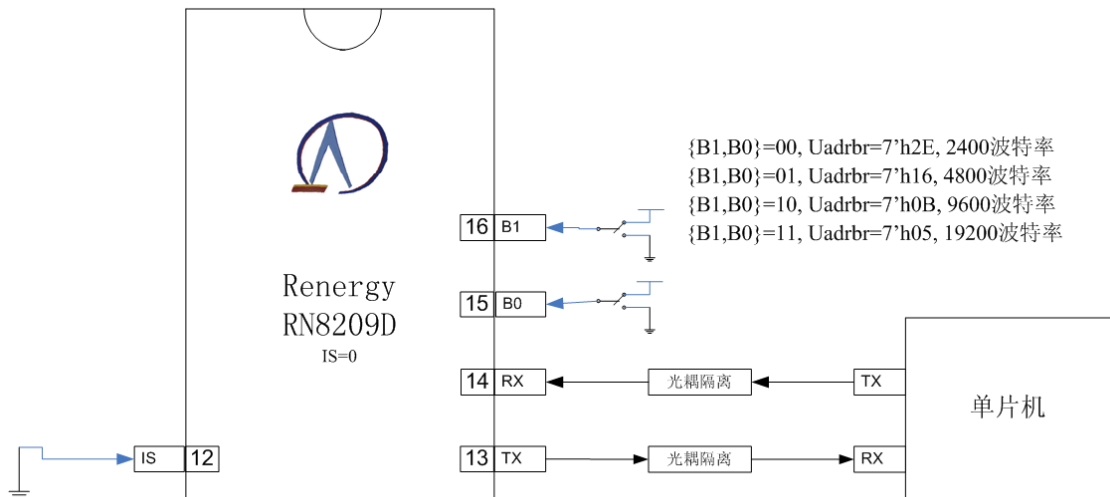 {B1,B0}=00, Uadrbr=7’h2E, 2400波特率
{B1,B0}=01, Uadrbr=7’h16, 4800波特率
{B1,B0}=10, Uadrbr=7’h0B, 9600波特率
{B1,B0}=11, Uadrbr=7’h05, 19200波特率
16 B1
Renergy
RN8209D
IS=0
15 B0
14 RX
光耦隔离
TX
单片机
IS 12
13 TX
光耦隔离
RX